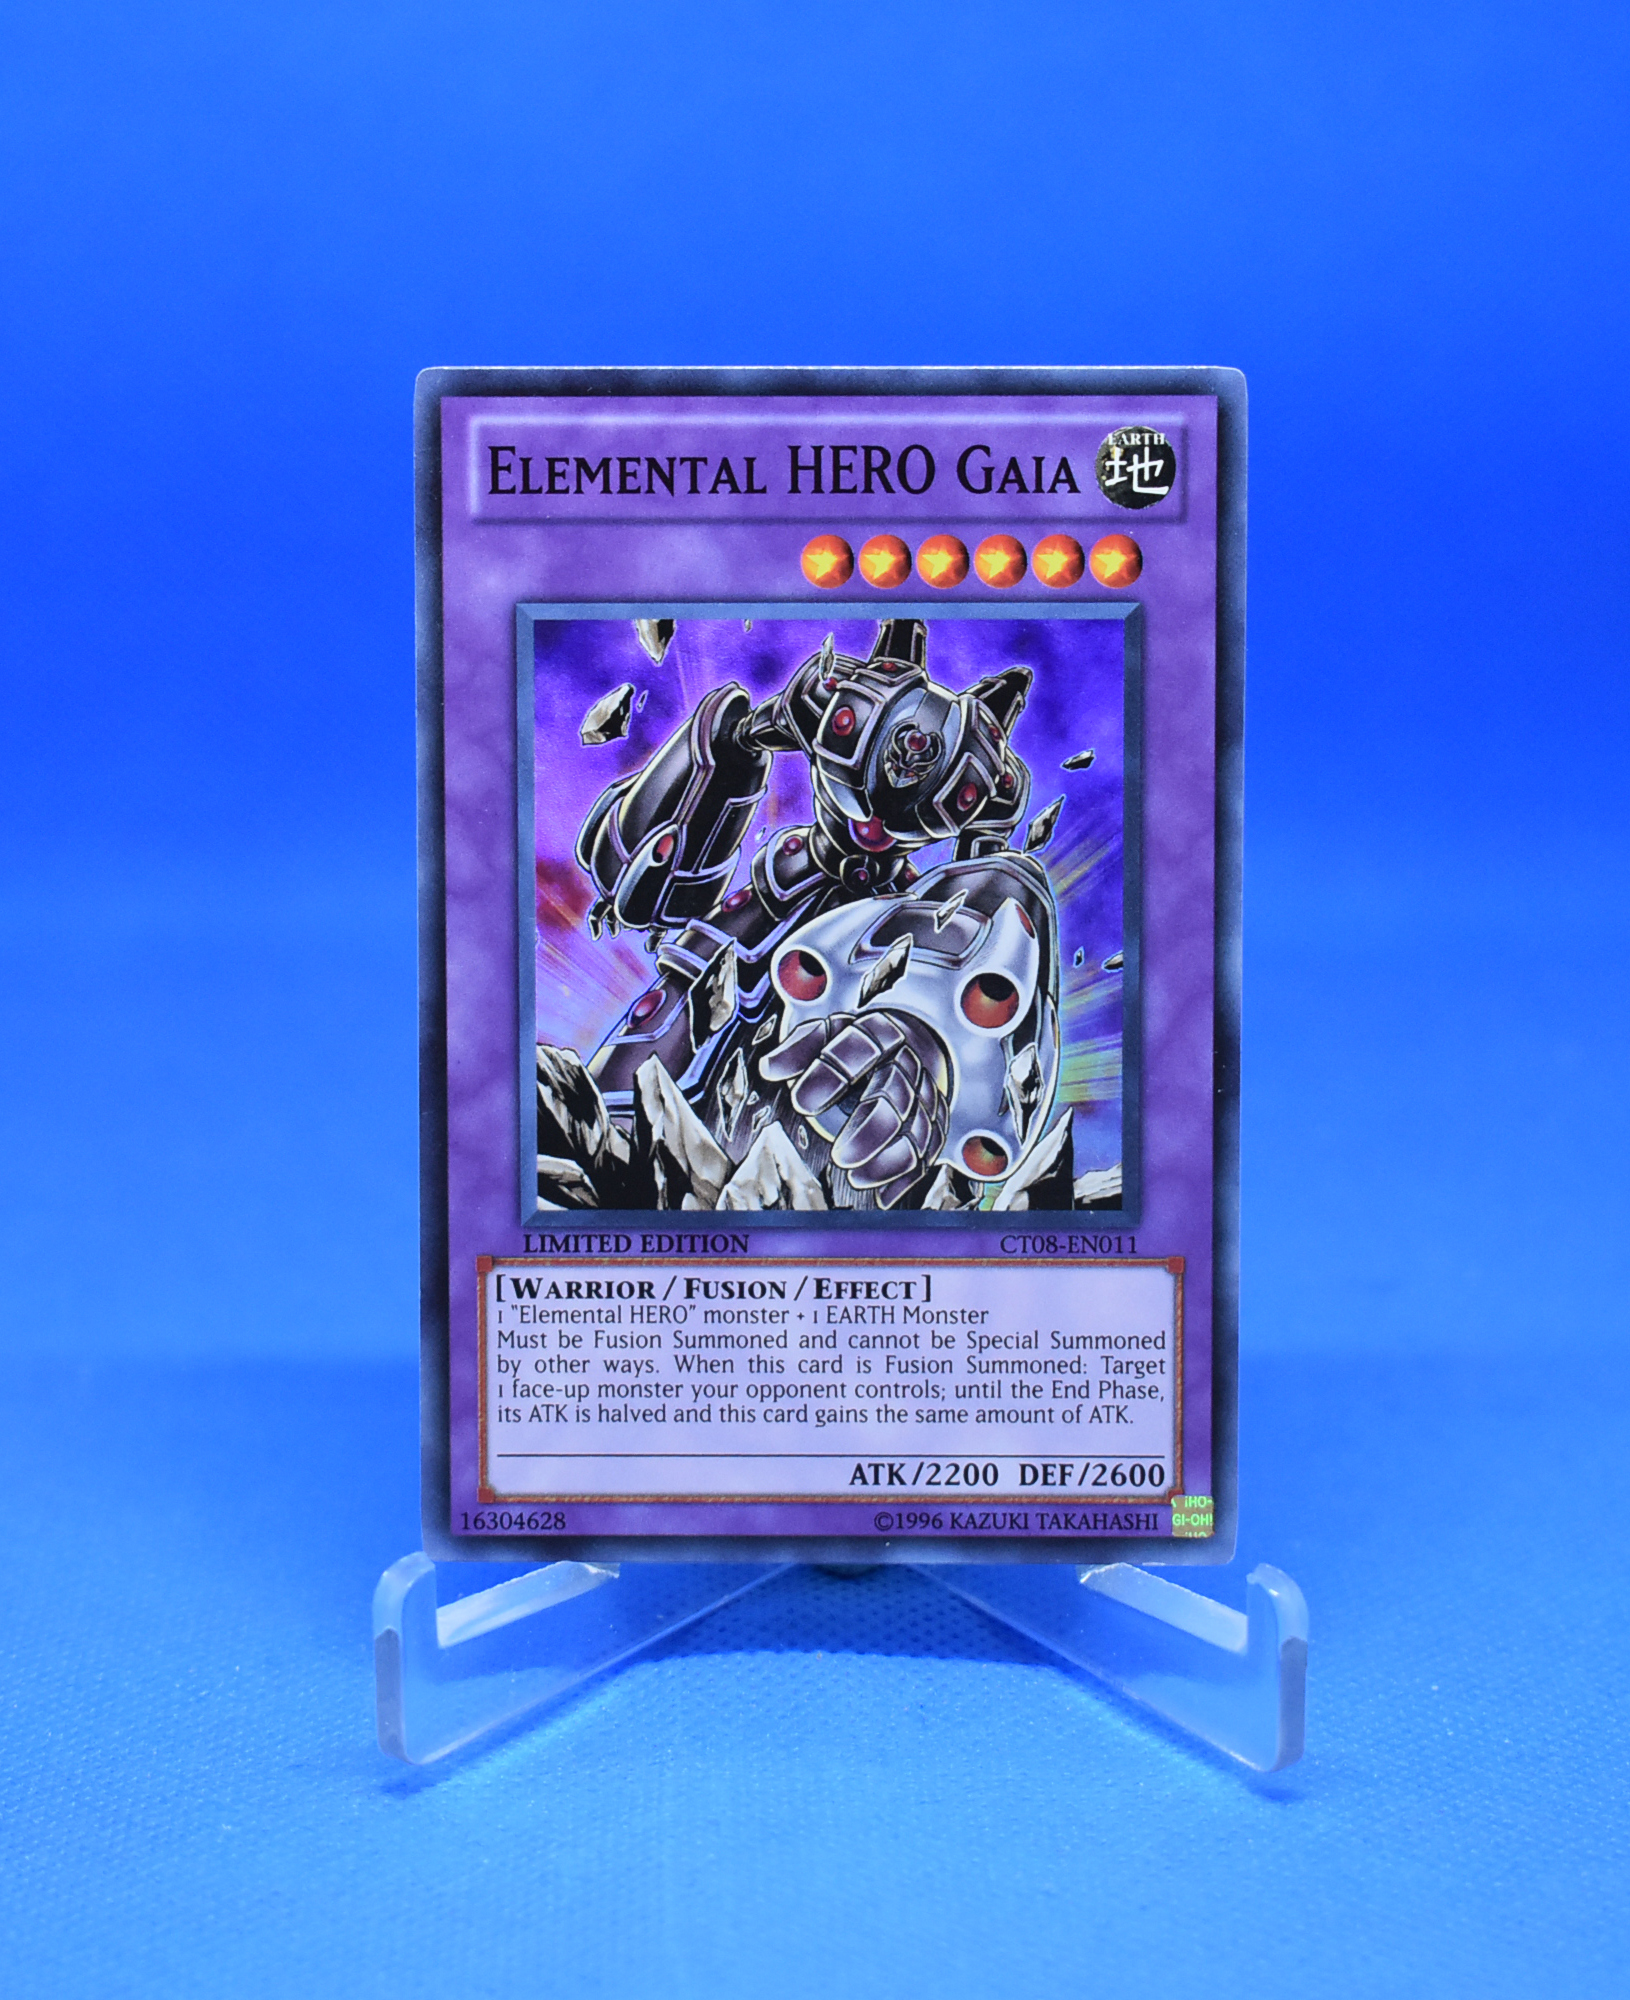 Elemental HERO Gaia
EARTH
地
LIMITED EDITION CT08-EN011
[Warrior / Fusion / Effect]
1 "Elemental HERO" monster + 1 EARTH Monster
Must be Fusion Summoned and cannot be Special Summoned
by other ways. When this card is Fusion Summoned: Target
1 face-up monster your opponent controls; until the End Phase,
its ATK is halved and this card gains the same amount of ATK.
ATK/2200 DEF/2600
16304628 ©1996 KAZUKI TAKAHASHI
GI-OH!